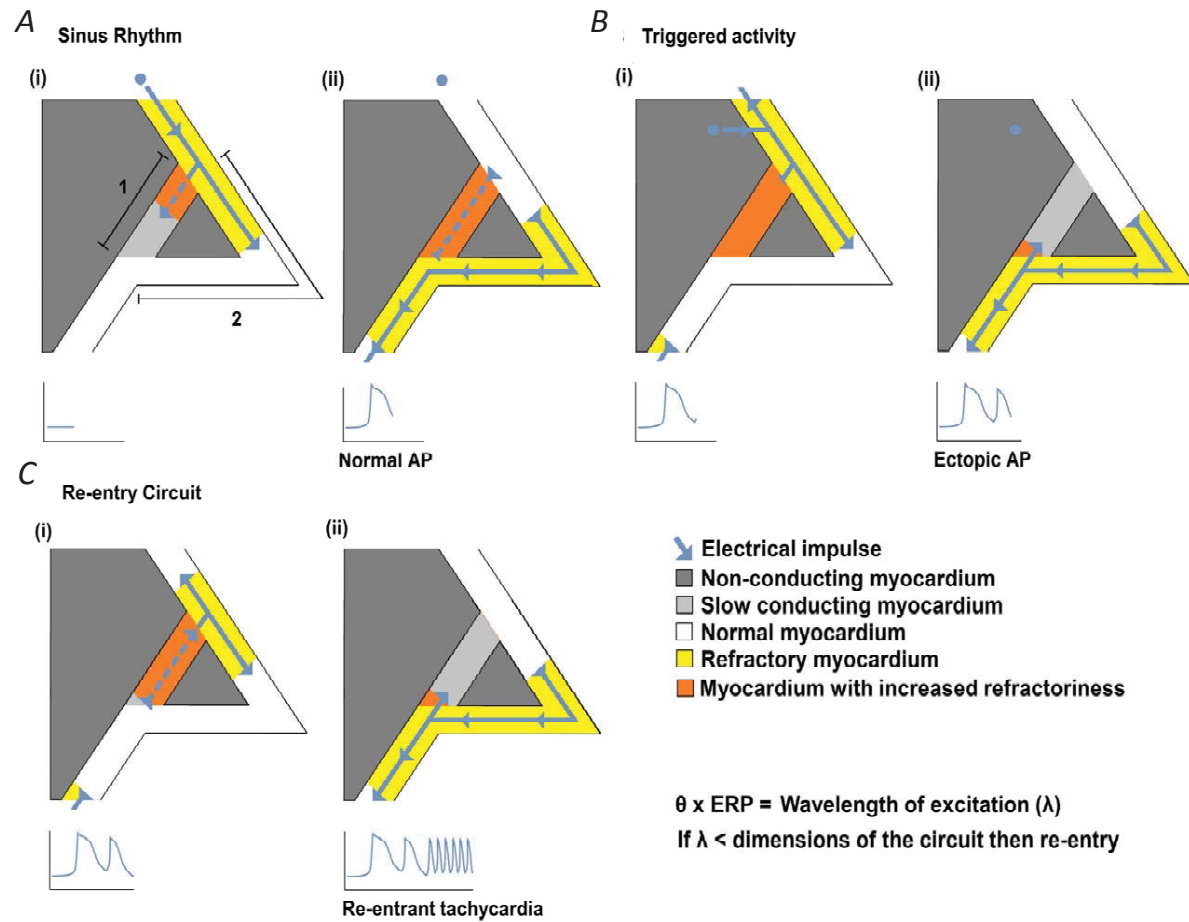 A
Sinus Rhythm
(i)
(ii)
1
2
Normal AP
B
Triggered activity
(i)
(ii)
Ectopic AP
C
Re-entry Circuit
(i)
(ii)
Re-entrant tachycardia
Electrical impulse
Non-conducting myocardium
Slow conducting myocardium
Normal myocardium
Refractory myocardium
Myocardium with increased refractoriness
θ x ERP = Wavelength of excitation (λ)
If λ < dimensions of the circuit then re-entry